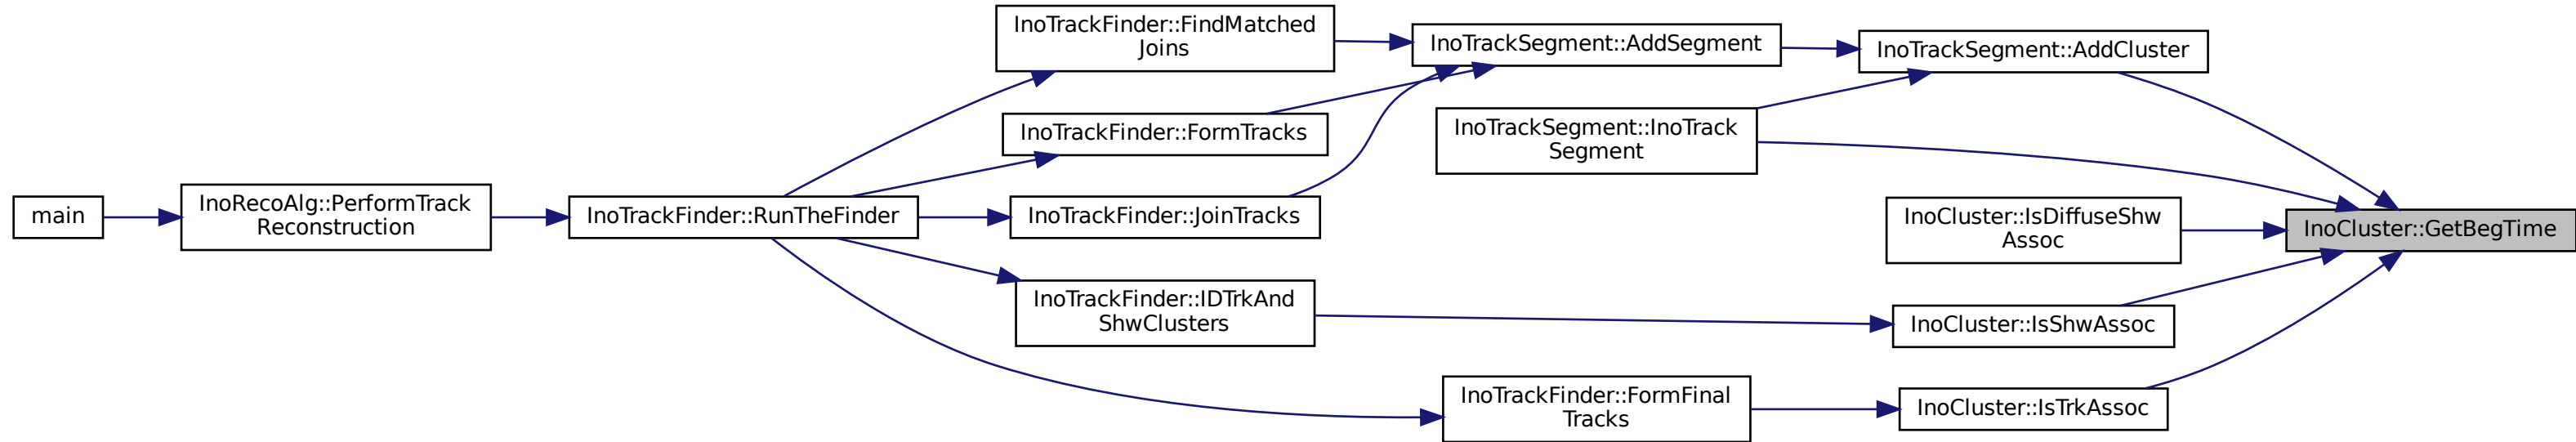 main
InoRecoAlg::PerformTrack
Reconstruction
InoTrackFinder::RunTheFinder
InoTrackFinder::FindMatched
Joins
InoTrackFinder::FormTracks
InoTrackFinder::JoinTracks
InoTrackFinder::IDTrkAnd
ShwClusters
InoTrackFinder::FormFinal
Tracks
InoTrackSegment::AddSegment
InoTrackSegment::InoTrack
Segment
InoTrackSegment::AddCluster
InoCluster::IsDiffuseShw
Assoc
InoCluster::IsShwAssoc
InoCluster::IsTrkAssoc
InoCluster::GetBegTime